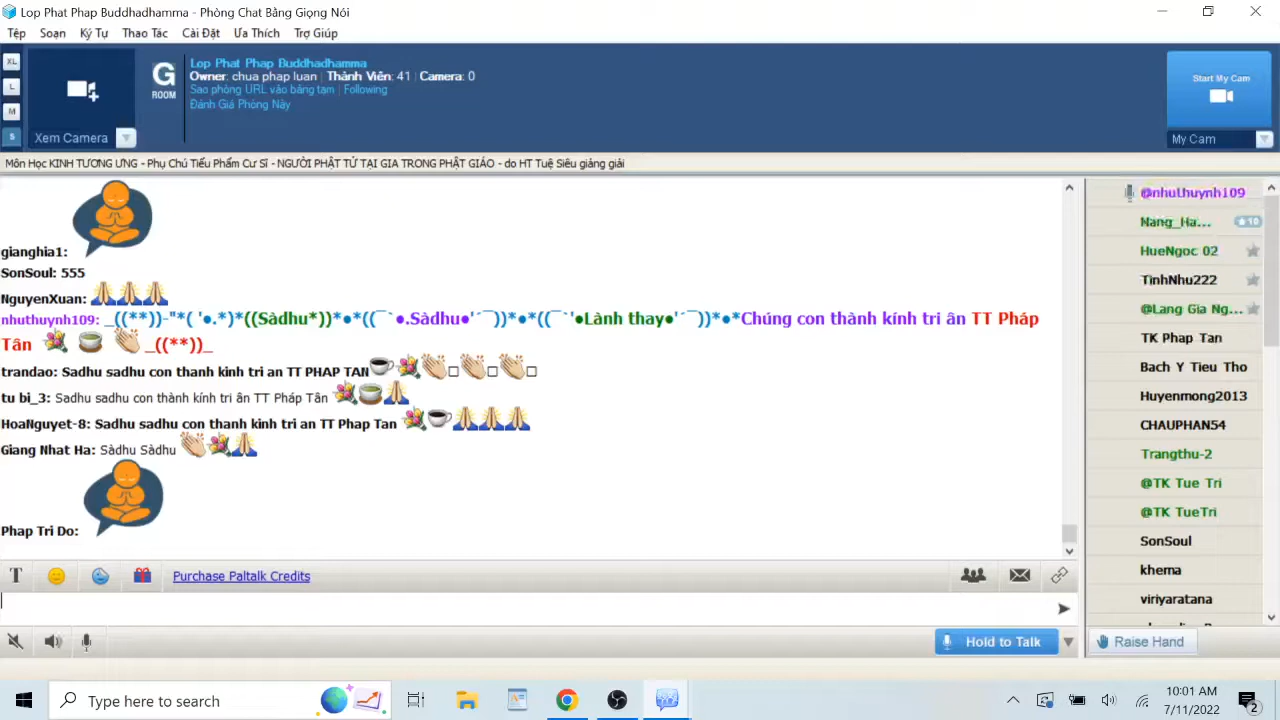 Lop Phat Phap Buddhadhamma - Phòng Chat Bằng Giọng Nói
Tệp Soạn Ký Tự Thao Tác Cài Đặt Ưa Thích Trợ Giúp
XL
L
M
S
Xem Camera
G
ROOM
Lop Phat Phap Buddhadhamma
Owner: chua phap luan | Thành Viên: 41 | Camera: 0
Sao phòng URL vào bảng tạm | Following
Đánh Giá Phòng Này
Start My Cam
My Cam
Môn Học KINH TƯƠNG ƯNG - Phụ Chú Tiểu Phẩm Cư Sĩ - NGƯỜI PHẬT TỬ TẠI GIA TRONG PHẬT GIÁO - do HT Tuệ Siêu giảng giải
gianghia1:
SonSoul: 555
NguyenXuan: 🙏🙏🙏
nhuthuynh109: _((**))-"*( '●.*)*((Sàdhu*))*●*((¯`●.Sàdhu●'´¯))*●*((¯`'●Lành thay●'´¯))*●*Chúng con thành kính tri ân TT Pháp
Tân 💐 🍵 👏 _((**))_
trandao: Sadhu sadhu con thanh kinh tri an TT PHAP TAN☕💐👏□👏□👏□
tu bi_3: Sadhu sadhu con thành kính tri ân TT Pháp Tân 💐🍵🙏
HoaNguyet-8: Sadhu sadhu con thanh kinh tri an TT Phap Tan 💐☕🙏🙏🙏
Giang Nhat Ha: Sàdhu Sàdhu 👏💐🙏
Phap Tri Do:
@nhuthuynh109
Nang_Ha... 10
HueNgoc 02
TinhNhu222
@Lang Gia Ng...
TK Phap Tan
Bach Y Tieu Tho
Huyenmong2013
CHAUPHAN54
Trangthu-2
@TK Tue Tri
@TK TueTri
SonSoul
khema
viriyaratana
T
Purchase Paltalk Credits
Hold to Talk
Raise Hand
Type here to search
10:01 AM
7/11/2022
2